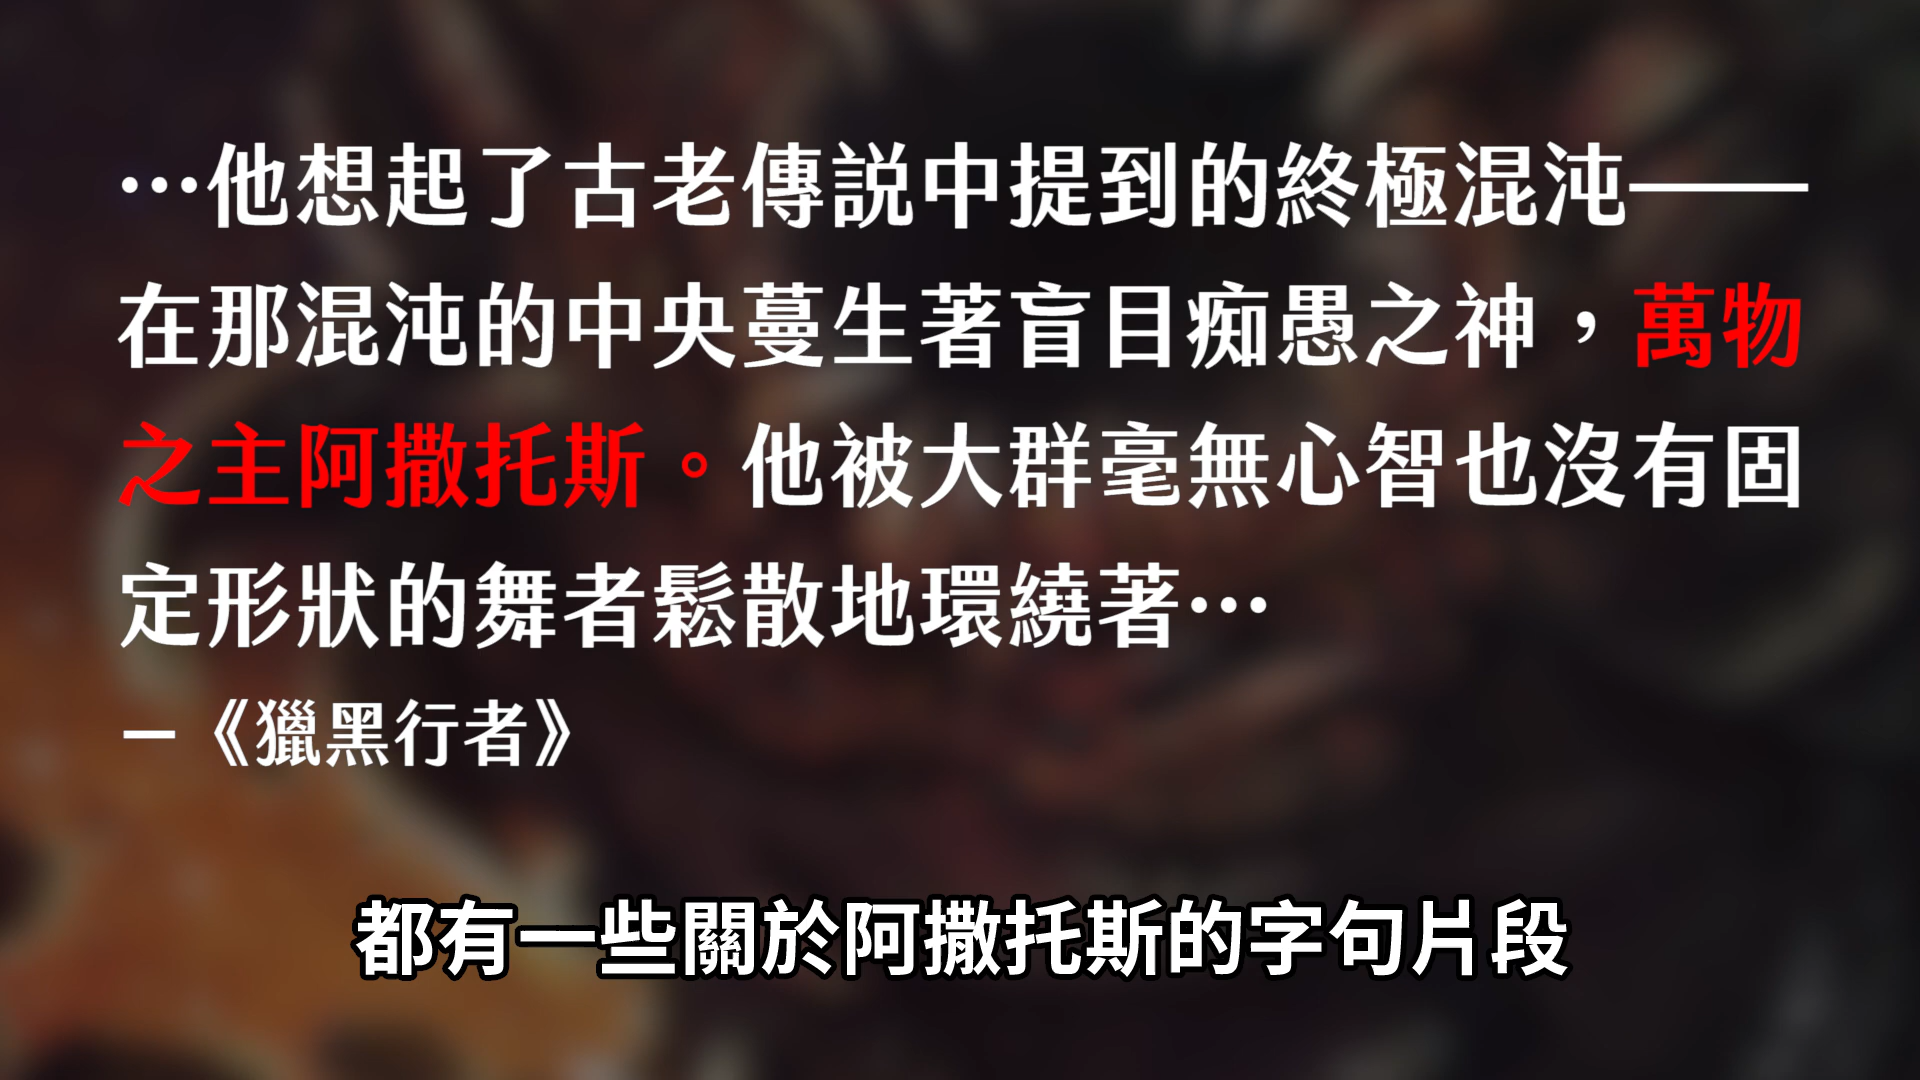 …他想起了古老傳説中提到的終極混沌——
在那混沌的中央蔓生著盲目痴愚之神，萬物
之主阿撒托斯。他被大群毫無心智也沒有固
定形狀的舞者鬆散地環繞著…
–《獵黑行者》
都有一些關於阿撒托斯的字句片段